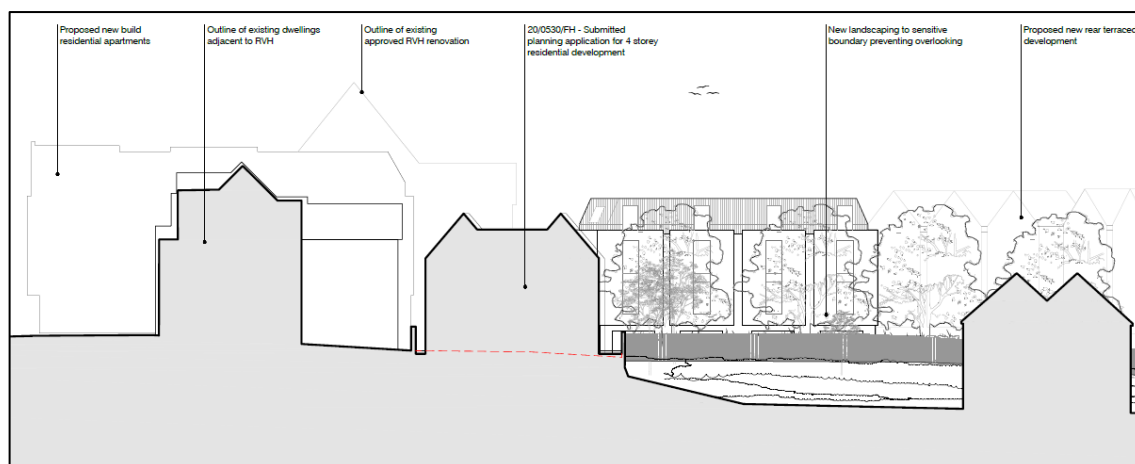 Proposed new build
residential apartments
Outline of existing dwellings
adjacent to RVH
Outline of existing
approved RVH renovation
20/0530/FH - Submitted
planning application for 4 storey
residential development
New landscaping to sensitive
boundary preventing overlooking
Proposed new rear terraced
development